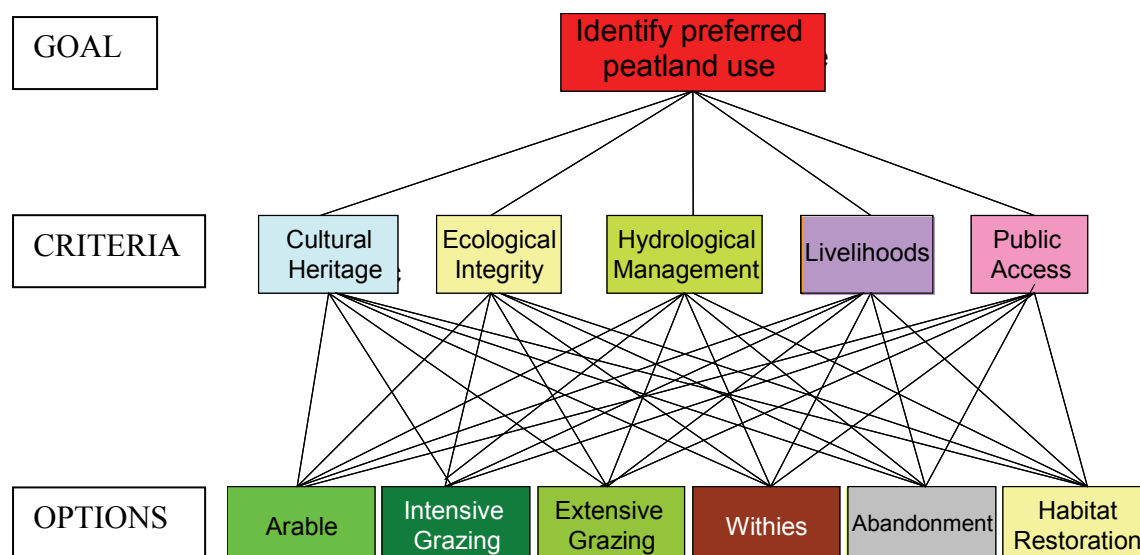 GOAL
Identify preferred
peatland use
CRITERIA
Cultural
Heritage
Ecological
Integrity
Hydrological
Management
Livelihoods
Public
Access
OPTIONS
Arable
Intensive
Grazing
Extensive
Grazing
Withies
Abandonment
Habitat
Restoration